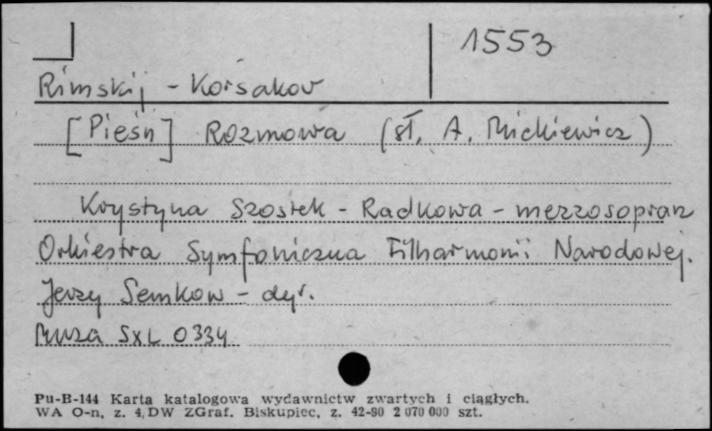 1553
Rimskij - Korsakov
[Pieśń] Rozmowa (sł. A. Mickiewicz)
Krystyna Szostek - Radkowa - mezzosopran
Orkiestra Symfoniczna Filharmonii Narodowej.
Jerzy Semkow - dyr.
Muza SXL 0334
Pu-B-144 Karta katalogowa wydawnictw zwartych i ciągłych.
WA O-n, z. 4, DW ZGraf. Biskupiec, z. 42-80 2 070 000 szt.